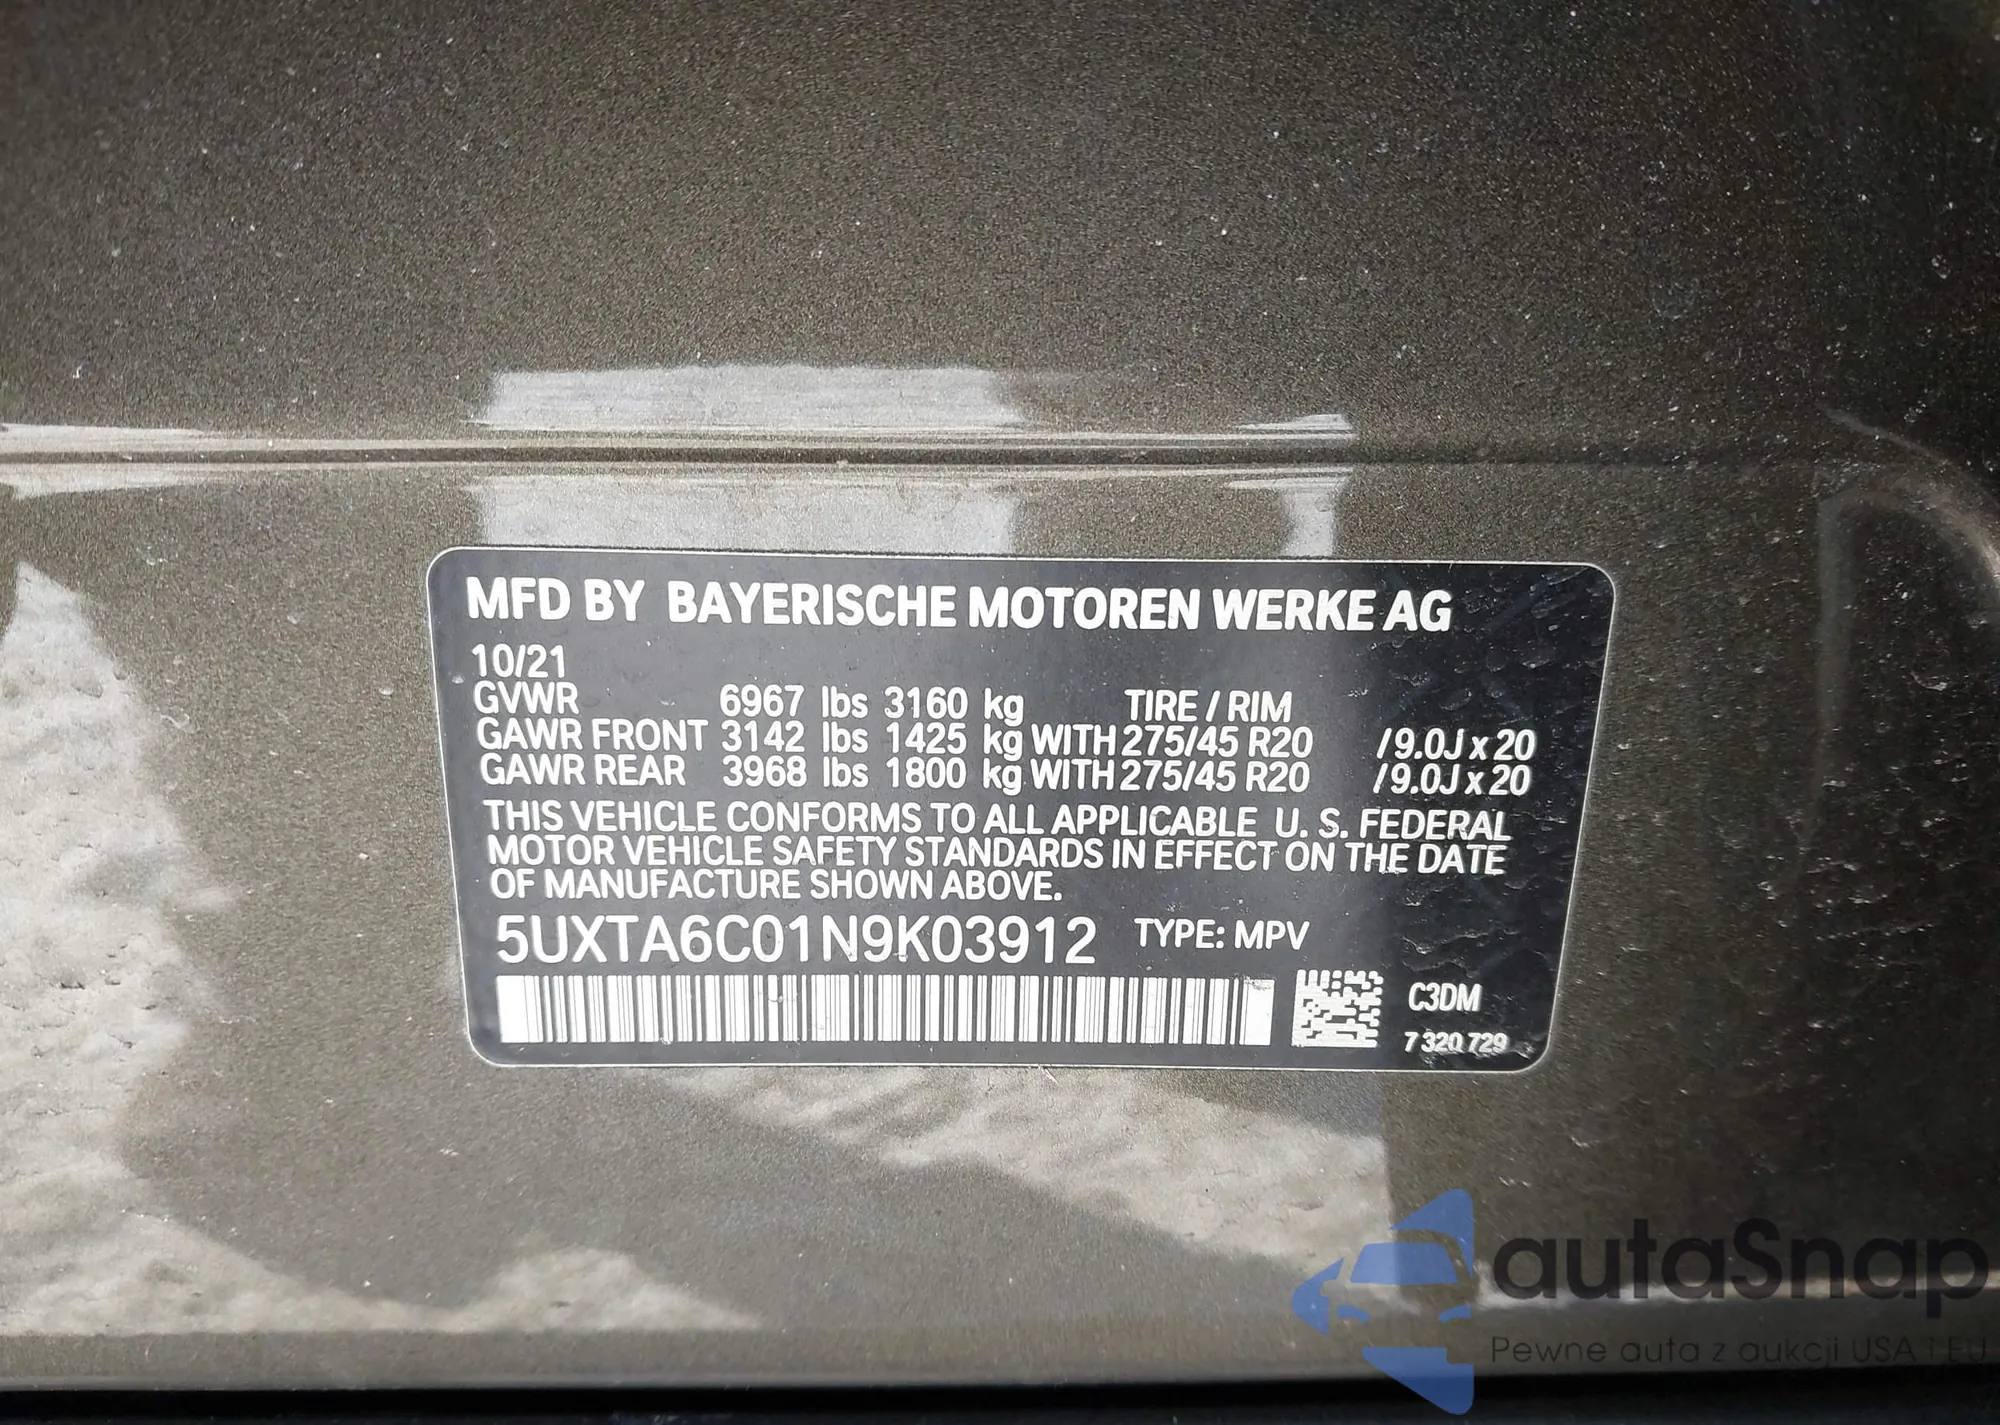 MFD BY BAYERISCHE MOTOREN WERKE AG
10/21
GVWR 6967 lbs 3160 kg TIRE / RIM
GAWR FRONT 3142 lbs 1425 kg WITH 275/45 R20 /9.0J x 20
GAWR REAR 3968 lbs 1800 kg WITH 275/45 R20 /9.0J x 20
THIS VEHICLE CONFORMS TO ALL APPLICABLE U. S. FEDERAL
MOTOR VEHICLE SAFETY STANDARDS IN EFFECT ON THE DATE
OF MANUFACTURE SHOWN ABOVE.
5UXTA6C01N9K03912 TYPE: MPV
C3DM
7 320 729
autaSnap
Pewne auta z aukcji USA i EU